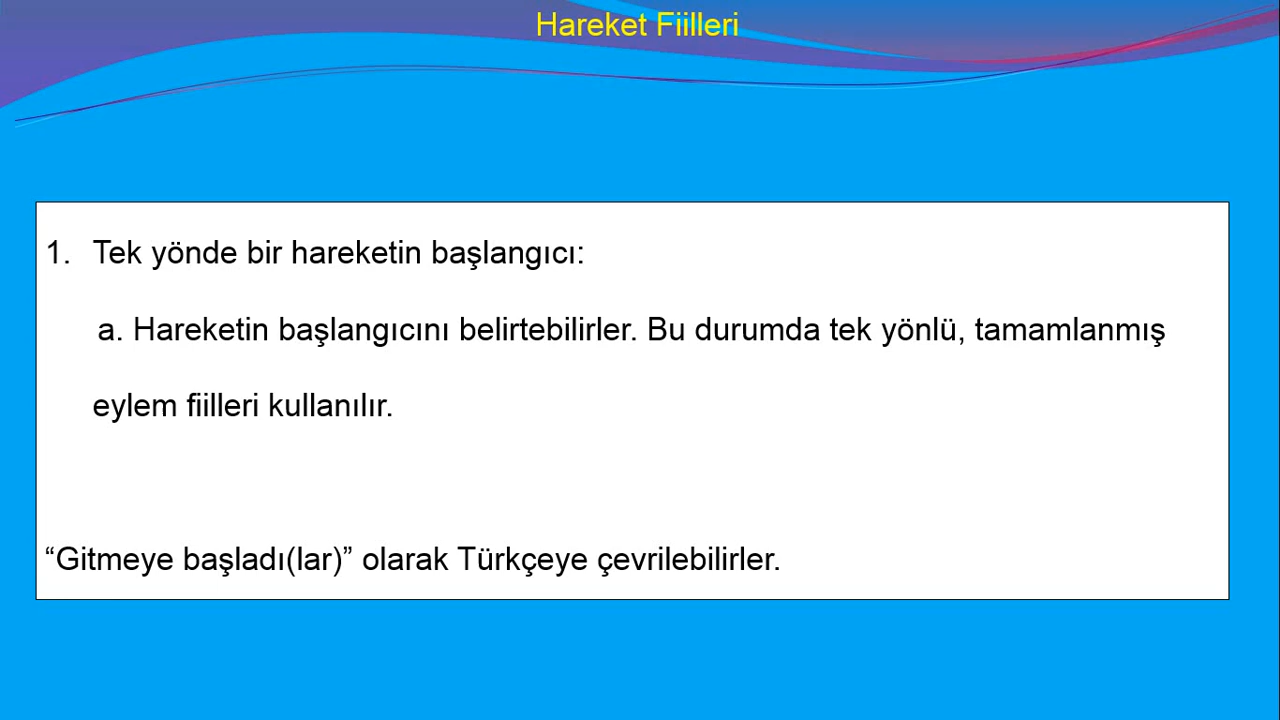 Hareket Fiilleri
1. Tek yönde bir hareketin başlangıcı:
a. Hareketin başlangıcını belirtebilirler. Bu durumda tek yönlü, tamamlanmış
eylem fiilleri kullanılır.
“Gitmeye başladı(lar)” olarak Türkçeye çevrilebilirler.